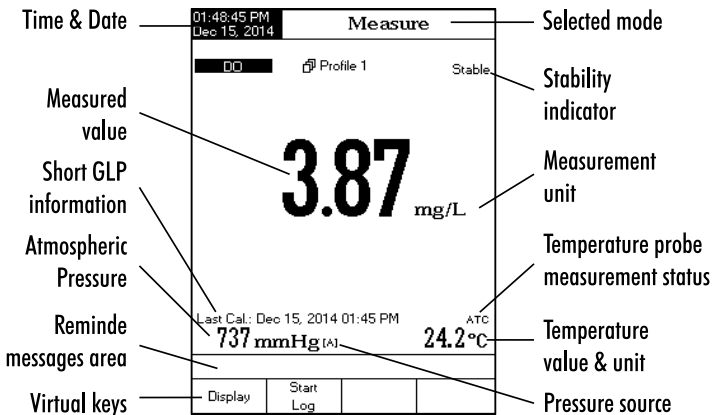 Time & Date
01:48:45 PM
Dec 15, 2014
Measure
Selected mode
DO
Profile 1
Stable
Stability
indicator
Measured
value
3.87
mg/L
Measurement
unit
Short GLP
information
Atmospheric
Pressure
Temperature probe
measurement status
Last Cal.: Dec 15, 2014 01:45 PM
ATC
737 mmHg [A]
24.2°C
Reminde
messages area
Temperature
value & unit
Virtual keys
Display
Start
Log
Pressure source